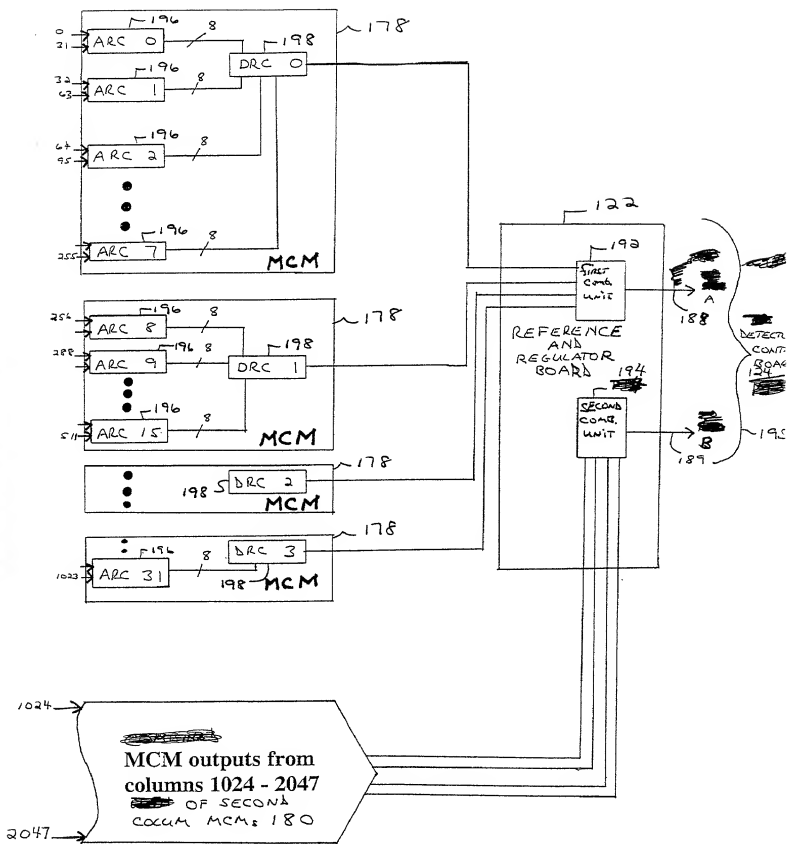 196
0
31
ARC 0
8
198
178
DRC 0
196
32
63
ARC 1
8
196
64
95
ARC 2
8
196
255
ARC 7
8
MCM
122
192
FIRST
COMB.
UNIT
188
A
REFERENCE
AND
REGULATOR
BOARD
194
SECOND
COMB.
UNIT
189
B
124
195
256
196
ARC 8
8
178
288
196
ARC 9
8
198
DRC 1
196
511
ARC 15
8
MCM
178
198
DRC 2
MCM
178
196
1023
ARC 31
8
DRC 3
198
MCM
1024
MCM outputs from
columns 1024 - 2047
OF SECOND
COLUM MCMs 180
2047